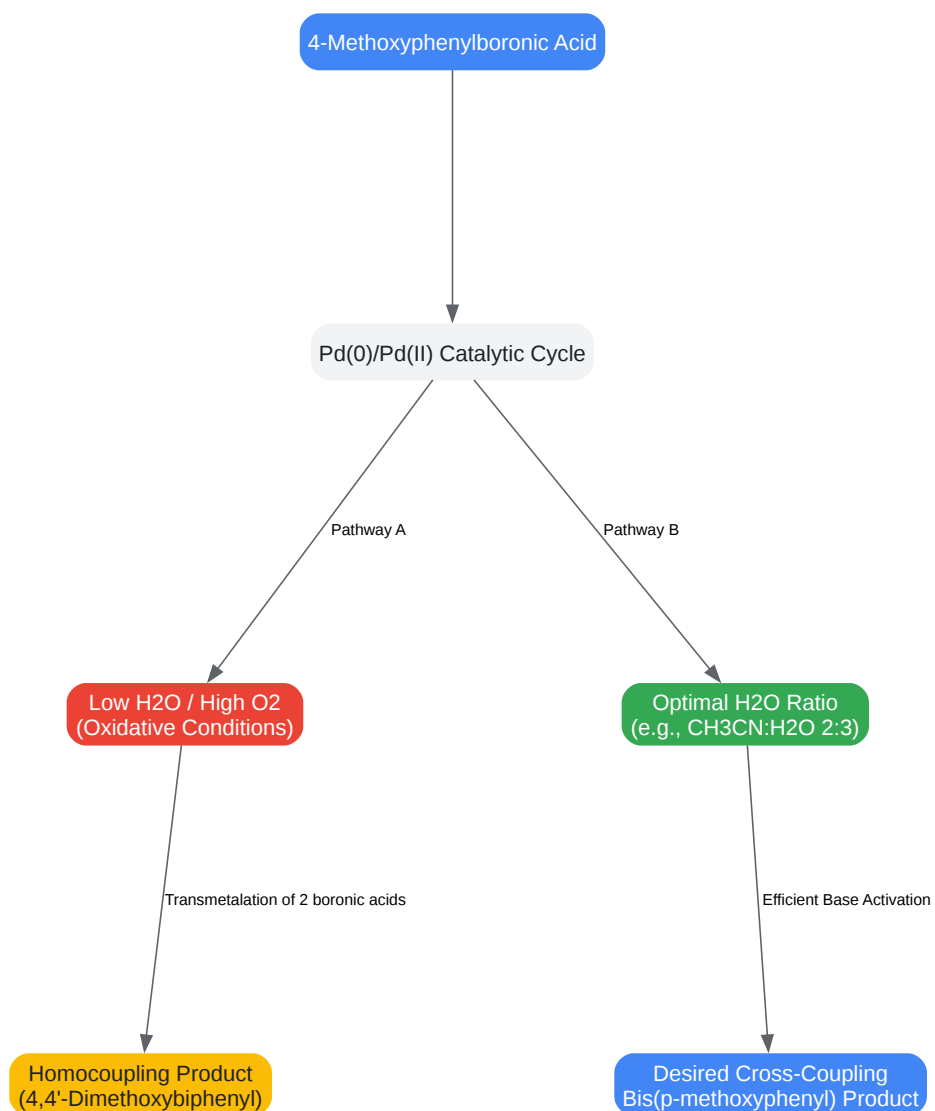 4-Methoxyphenylboronic Acid
Pd(0)/Pd(II) Catalytic Cycle
Pathway A
Pathway B
Low H2O / High O2
(Oxidative Conditions)
Optimal H2O Ratio
(e.g., CH3CN:H2O 2:3)
Transmetalation of 2 boronic acids
Efficient Base Activation
Homocoupling Product
(4,4'-Dimethoxybiphenyl)
Desired Cross-Coupling
Bis(p-methoxyphenyl) Product